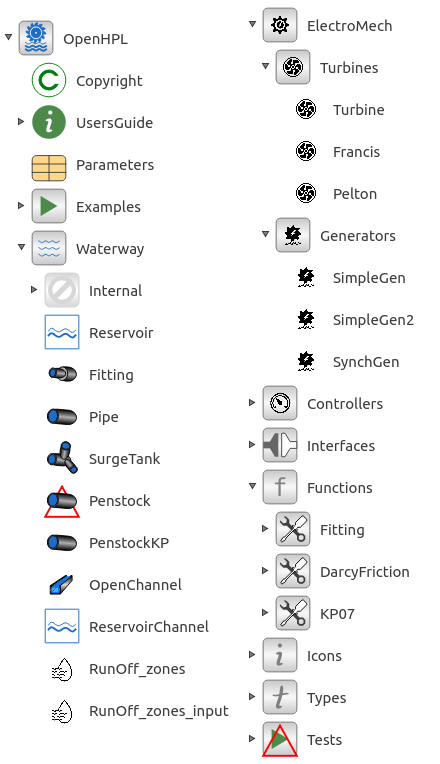 OpenHPL
Copyright
UsersGuide
Parameters
Examples
Waterway
Internal
Reservoir
Fitting
Pipe
SurgeTank
Penstock
PenstockKP
OpenChannel
ReservoirChannel
RunOff_zones
RunOff_zones_input
ElectroMech
Turbines
Turbine
Francis
Pelton
Generators
SimpleGen
SimpleGen2
SynchGen
Controllers
Interfaces
Functions
Fitting
DarcyFriction
KP07
Icons
Types
Tests